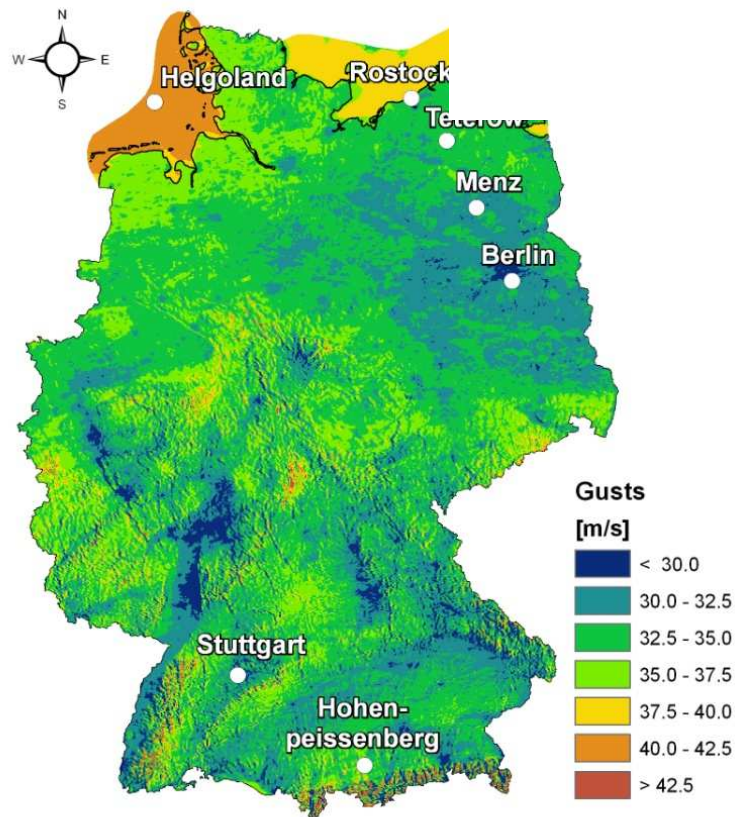 N
W E
S
Helgoland
Rostock
Teterow
Menz
Berlin
Stuttgart
Hohen-
peissenberg
Gusts
[m/s]
< 30.0
30.0 - 32.5
32.5 - 35.0
35.0 - 37.5
37.5 - 40.0
40.0 - 42.5
> 42.5